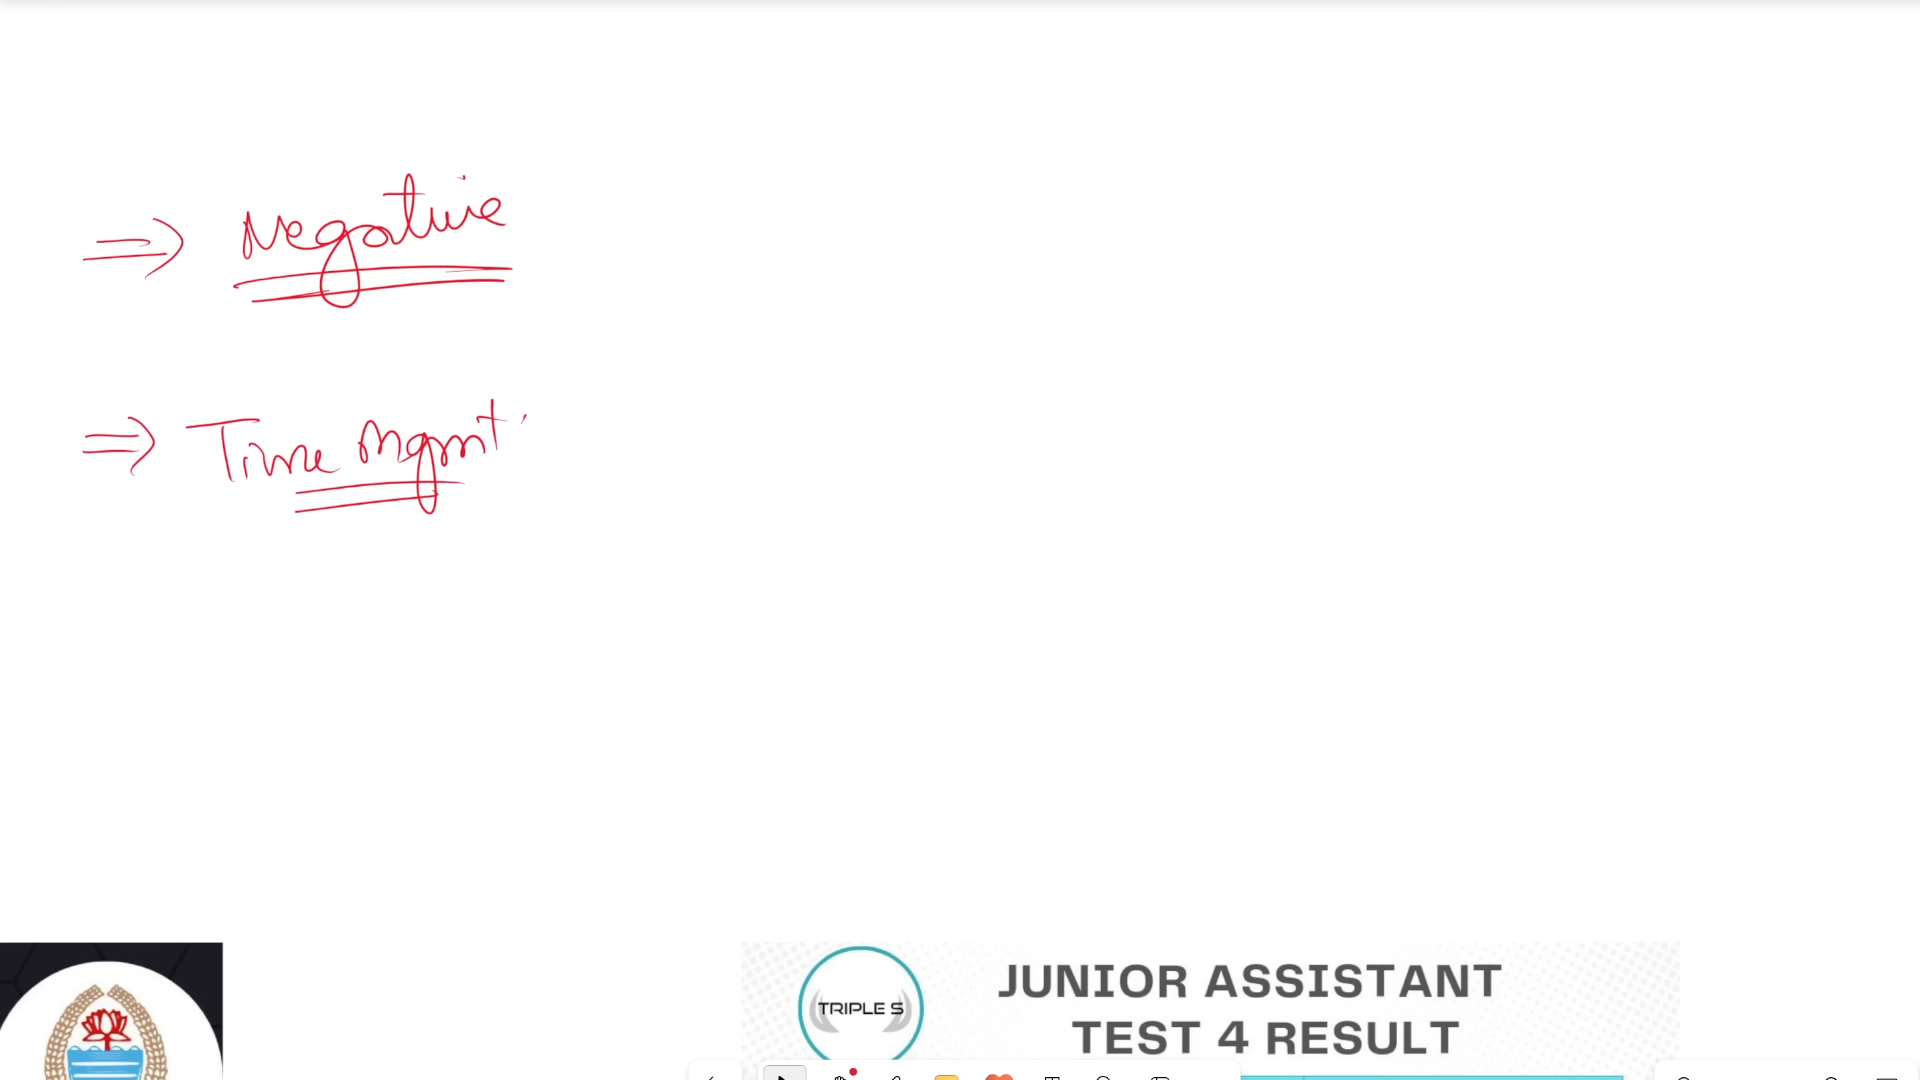 ⇒ Negative
⇒ Time Mgmt
TRIPLE S
JUNIOR ASSISTANT
TEST 4 RESULT